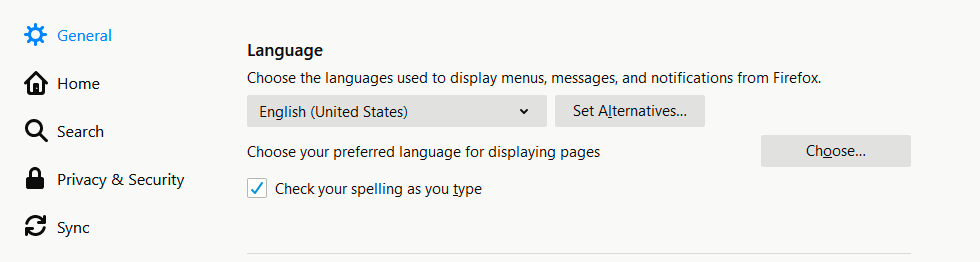 General
Home
Search
Privacy & Security
Sync
Language
Choose the languages used to display menus, messages, and notifications from Firefox.
English (United States)
Set Alternatives...
Choose your preferred language for displaying pages
Choose...
Check your spelling as you type